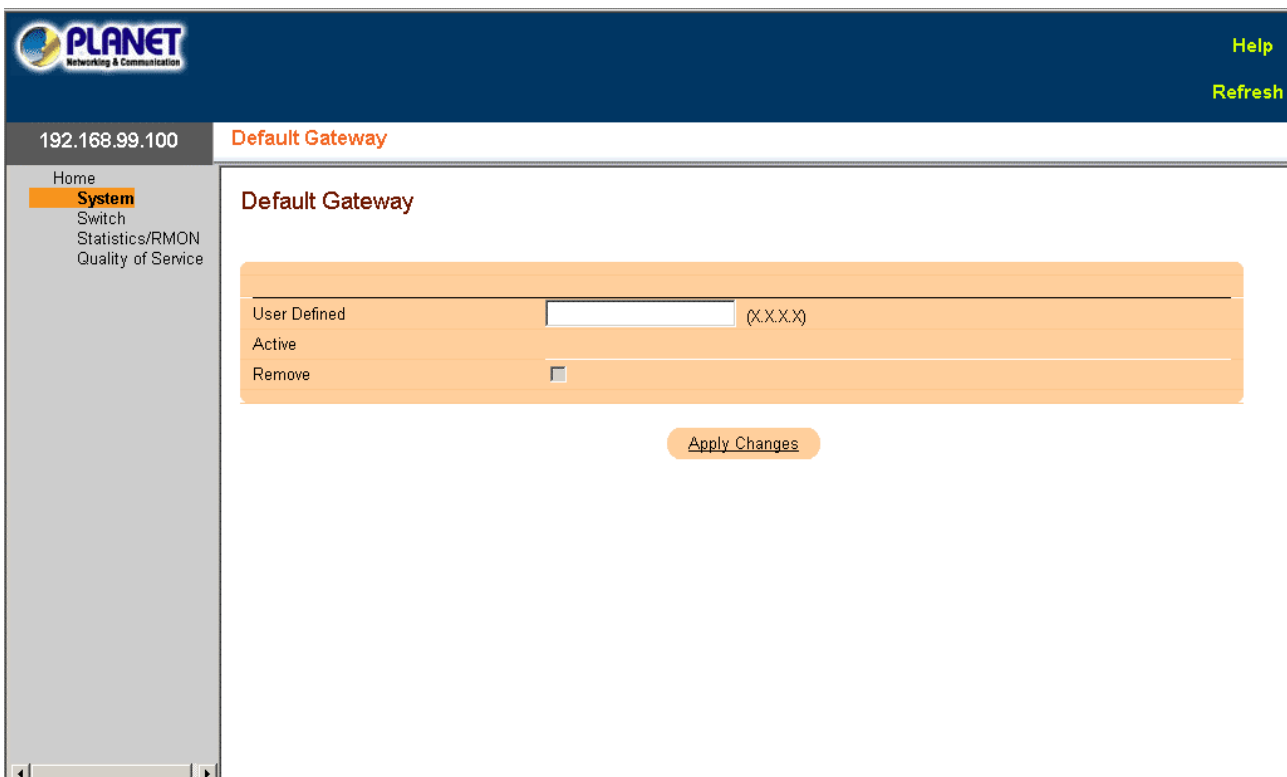 PLANET
Networking & Communication
Help
Refresh
192.168.99.100
Default Gateway
Home
System
Switch
Statistics/RMON
Quality of Service
Default Gateway
User Defined
(X.X.X.X)
Active
Remove
Apply Changes